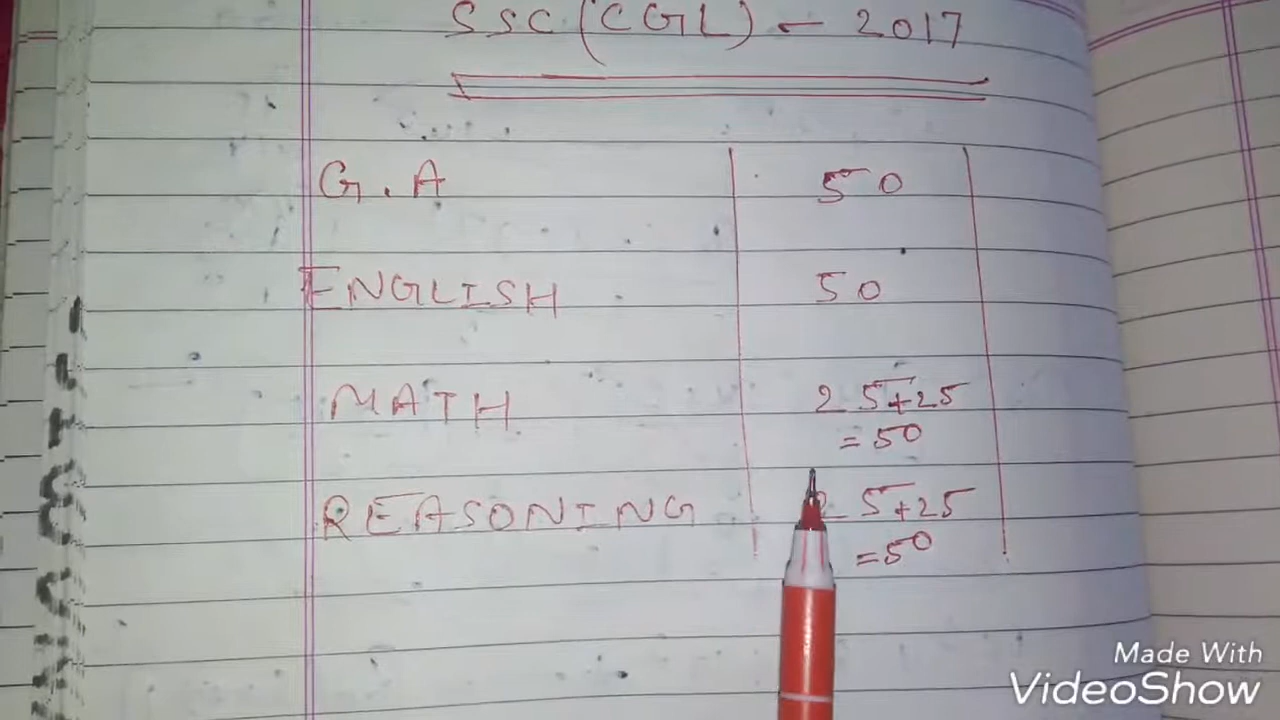 SSC (CGL) - 2017
G.A 50
ENGLISH 50
MATH 25+25
=50
REASONING 25+25
=50
Made With
VideoShow